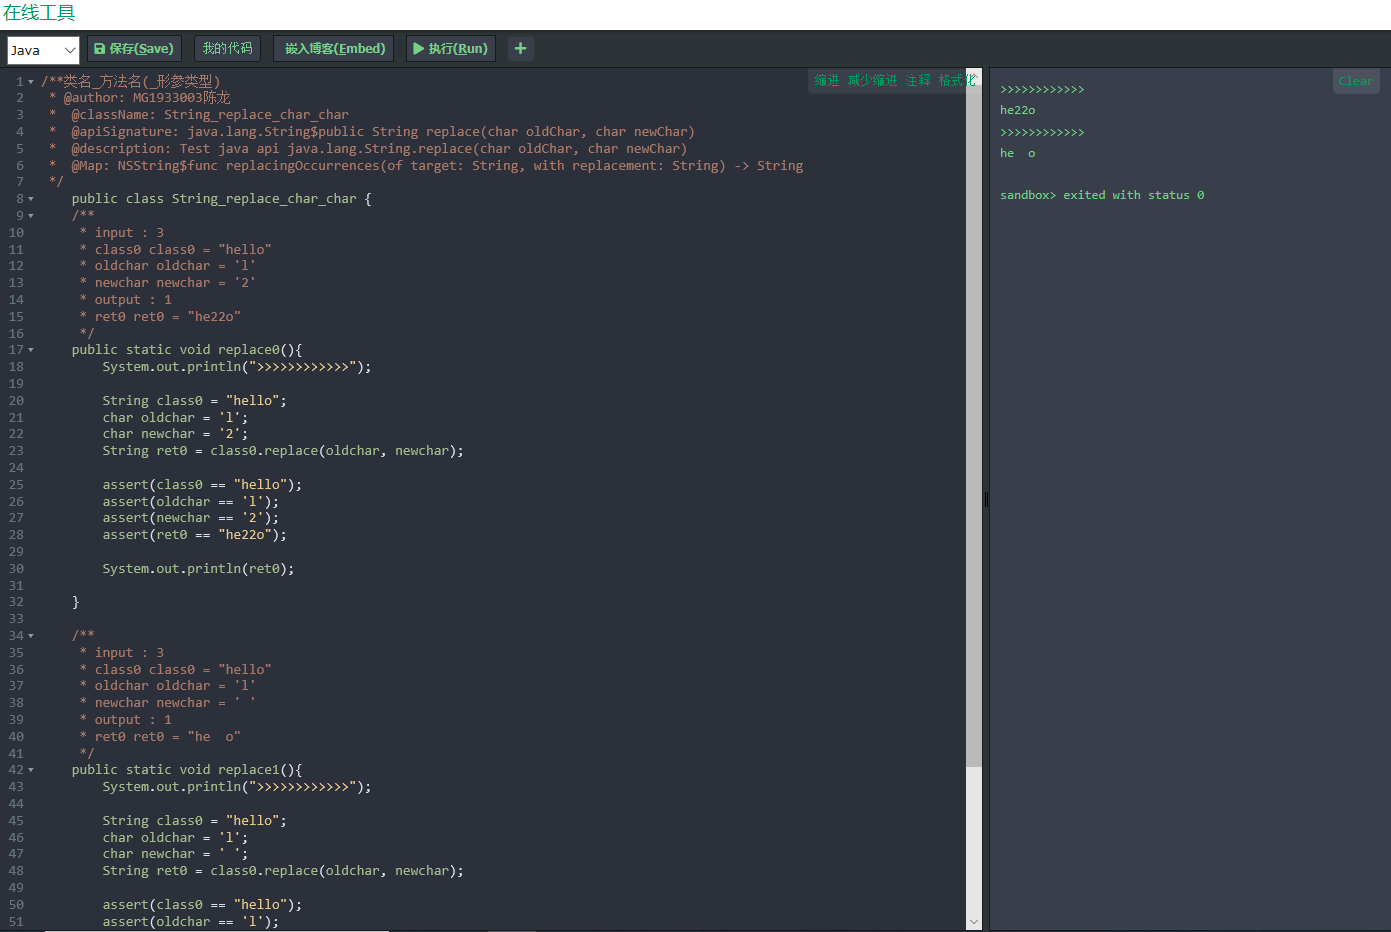 在线工具
Java 保存(Save) 我的代码 嵌入博客(Embed) 执行(Run) +
缩进 减少缩进 注释 格式化
1 /**类名_方法名(_形参类型)
2 * @author: MG1933003陈龙
3 * @className: String_replace_char_char
4 * @apiSignature: java.lang.String$public String replace(char oldChar, char newChar)
5 * @description: Test java api java.lang.String.replace(char oldChar, char newChar)
6 * @Map: NSString$func replacingOccurrences(of target: String, with replacement: String) -> String
7 */
8 public class String_replace_char_char {
9 /**
10 * input : 3
11 * class0 class0 = "hello"
12 * oldchar oldchar = 'l'
13 * newchar newchar = '2'
14 * output : 1
15 * ret0 ret0 = "he22o"
16 */
17 public static void replace0(){
18 System.out.println(">>>>>>>>>>>>");
19
20 String class0 = "hello";
21 char oldchar = 'l';
22 char newchar = '2';
23 String ret0 = class0.replace(oldchar, newchar);
24
25 assert(class0 == "hello");
26 assert(oldchar == 'l');
27 assert(newchar == '2');
28 assert(ret0 == "he22o");
29
30 System.out.println(ret0);
31
32 }
33
34 /**
35 * input : 3
36 * class0 class0 = "hello"
37 * oldchar oldchar = 'l'
38 * newchar newchar = ' '
39 * output : 1
40 * ret0 ret0 = "he  o"
41 */
42 public static void replace1(){
43 System.out.println(">>>>>>>>>>>>");
44
45 String class0 = "hello";
46 char oldchar = 'l';
47 char newchar = ' ';
48 String ret0 = class0.replace(oldchar, newchar);
49
50 assert(class0 == "hello");
51 assert(oldchar == 'l');
Clear
>>>>>>>>>>>>
he22o
>>>>>>>>>>>>
he  o
sandbox> exited with status 0